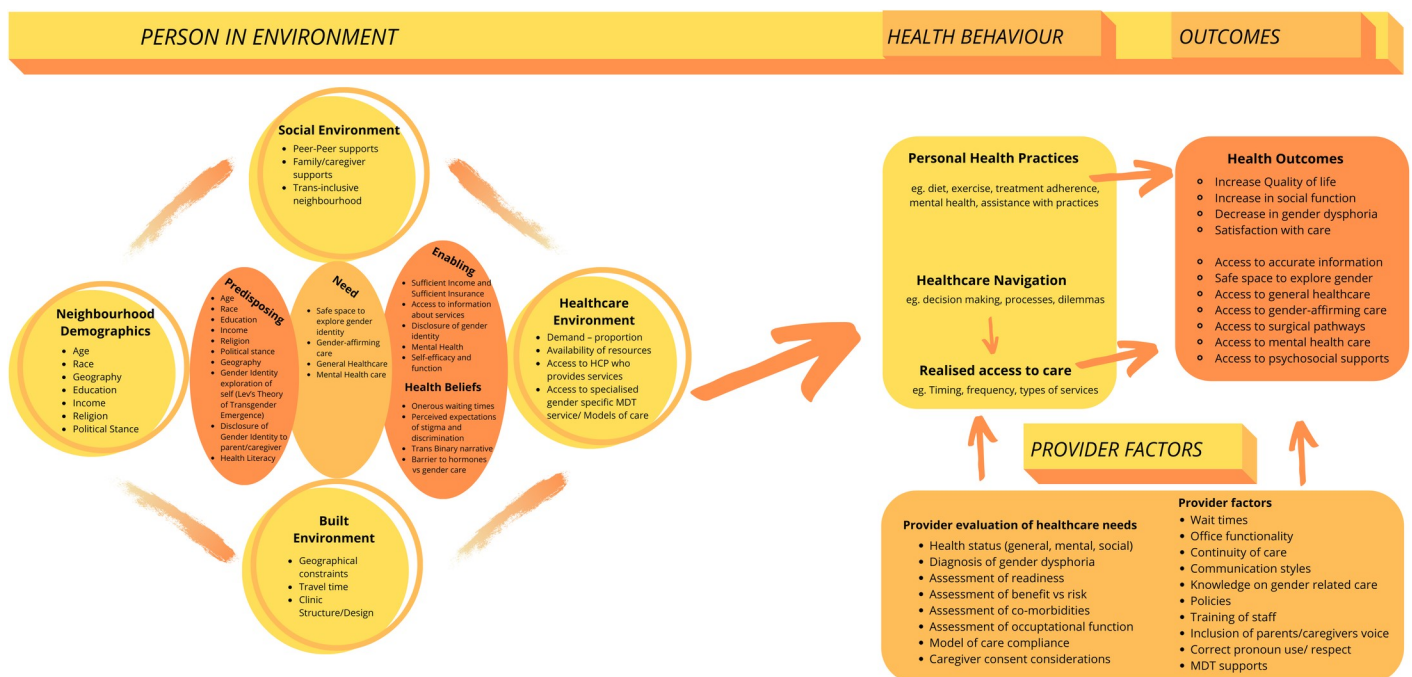 PERSON IN ENVIRONMENT
HEALTH BEHAVIOUR
OUTCOMES
Social Environment
• Peer-Peer supports
• Family/caregiver
supports
• Trans-inclusive
neighbourhood
Neighbourhood
Demographics
• Age
• Race
• Geography
• Education
• Income
• Religion
• Political Stance
Predisposing
• Age
• Race
• Education
• Income
• Religion
• Political stance
• Geography
• Gender Identity
exploration of
self (Lev's Theory
of Transgender
Emergence)
• Disclosure of
Gender Identity to
parent/caregiver
• Health Literacy
Need
• Safe space to
explore gender
identity
• Gender-affirming
care
• General Healthcare
• Mental Health care
Enabling
• Sufficient Income and
Sufficient Insurance
• Access to information
about services
• Disclosure of gender
identity
• Mental Health
• Self-efficacy and
function
Health Beliefs
• Onerous waiting times
• Perceived expectations
of stigma and
discrimination
• Trans Binary narrative
• Barrier to hormones
vs gender care
Healthcare
Environment
• Demand – proportion
• Availability of resources
• Access to HCP who
provides services
• Access to specialised
gender specific MDT
service/ Models of care
Built
Environment
• Geographical
constraints
• Travel time
• Clinic
Structure/Design
Personal Health Practices
eg. diet, exercise, treatment adherence,
mental health, assistance with practices
Healthcare Navigation
eg. decision making, processes, dilemmas
Realised access to care
eg. Timing, frequency, types of services
Health Outcomes
Increase Quality of life
Increase in social function
Decrease in gender dysphoria
Satisfaction with care
Access to accurate information
Safe space to explore gender
Access to general healthcare
Access to gender-affirming care
Access to surgical pathways
Access to mental health care
Access to psychosocial supports
PROVIDER FACTORS
Provider evaluation of healthcare needs
• Health status (general, mental, social)
• Diagnosis of gender dysphoria
• Assessment of readiness
• Assessment of benefit vs risk
• Assessment of co-morbidities
• Assessment of occuptational function
• Model of care compliance
• Caregiver consent considerations
Provider factors
• Wait times
• Office functionality
• Continuity of care
• Communication styles
• Knowledge on gender related care
• Policies
• Training of staff
• Inclusion of parents/caregivers voice
• Correct pronoun use/ respect
• MDT supports